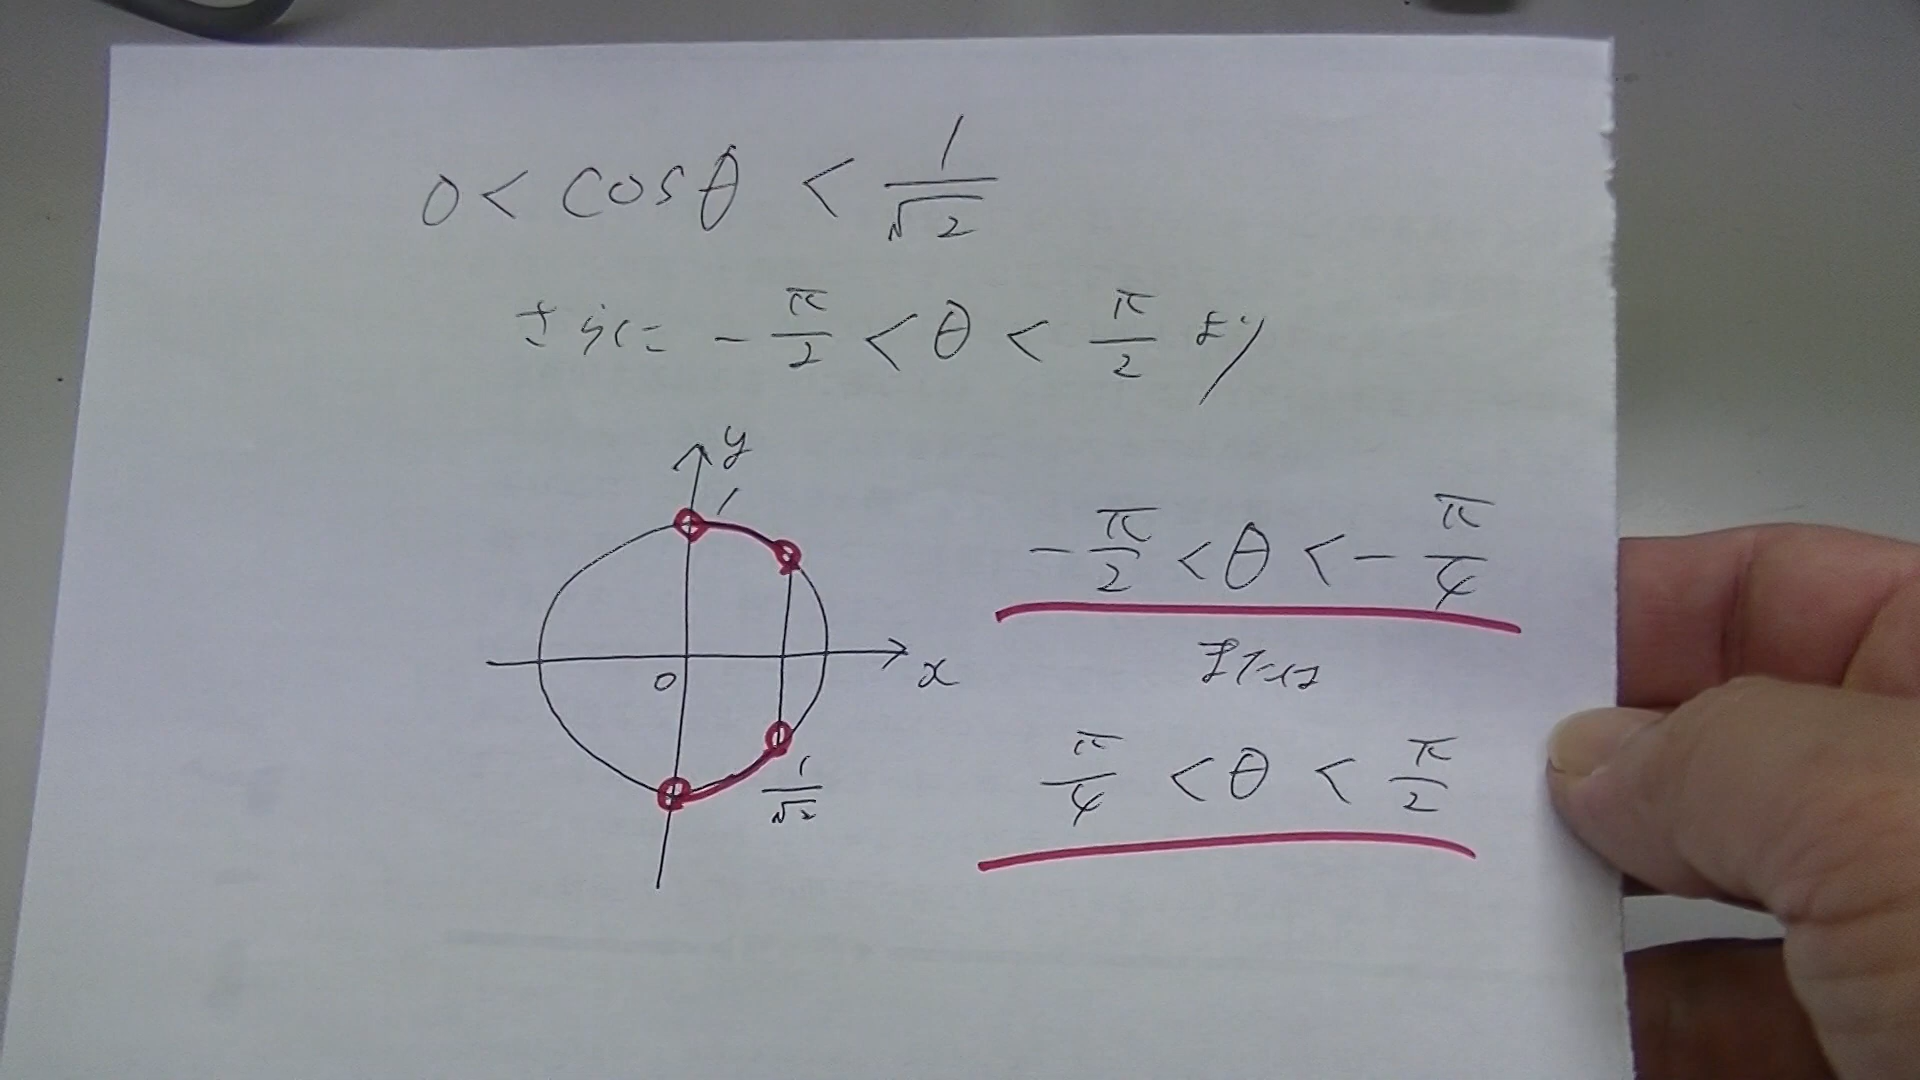 0 < cosθ < 1/√2
さらに -π/2 < θ < π/2 より
y
1
0
x
1/√2
-π/2 < θ < -π/4
または
π/4 < θ < π/2